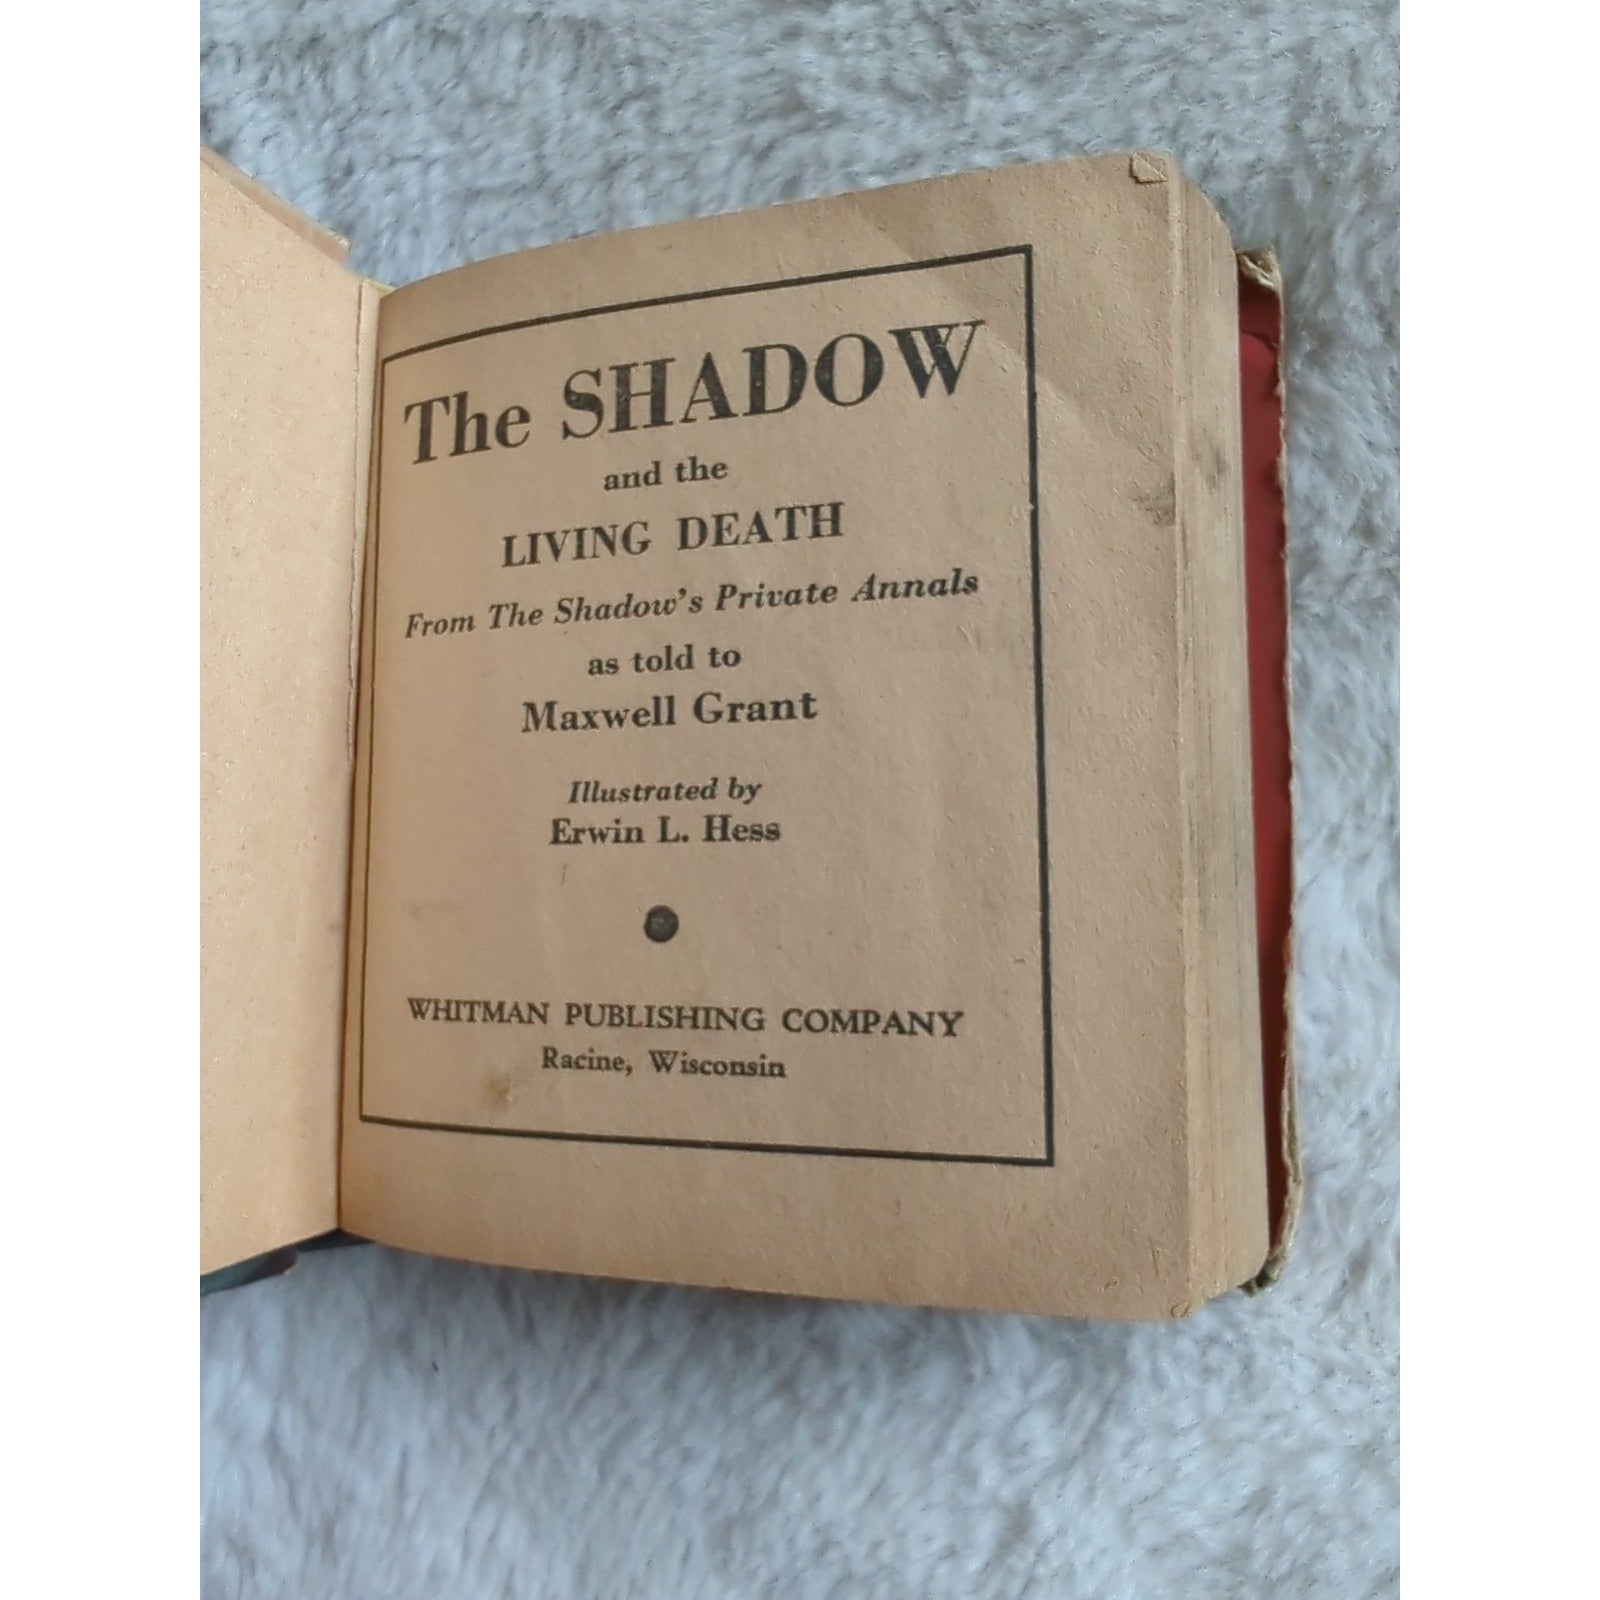 The SHADOW
and the
LIVING DEATH
From The Shadow's Private Annals
as told to
Maxwell Grant
Illustrated by
Erwin L. Hess
WHITMAN PUBLISHING COMPANY
Racine, Wisconsin